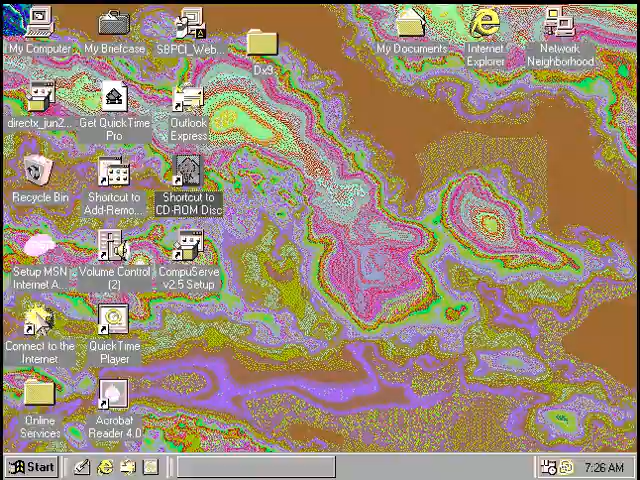 My Computer
My Briefcase
SBPCI_Web...
Dx9
My Documents
Internet
Explorer
Network
Neighborhood
directx_jun2...
Get QuickTime
Pro
Outlook
Express
Recycle Bin
Shortcut to
Add-Remo...
Shortcut to
CD-ROM Disc
Setup MSN
Internet A...
Volume Control
(2)
CompuServe
v2.5 Setup
Connect to the
Internet
QuickTime
Player
Online
Services
Acrobat
Reader 4.0
Start
7:26 AM